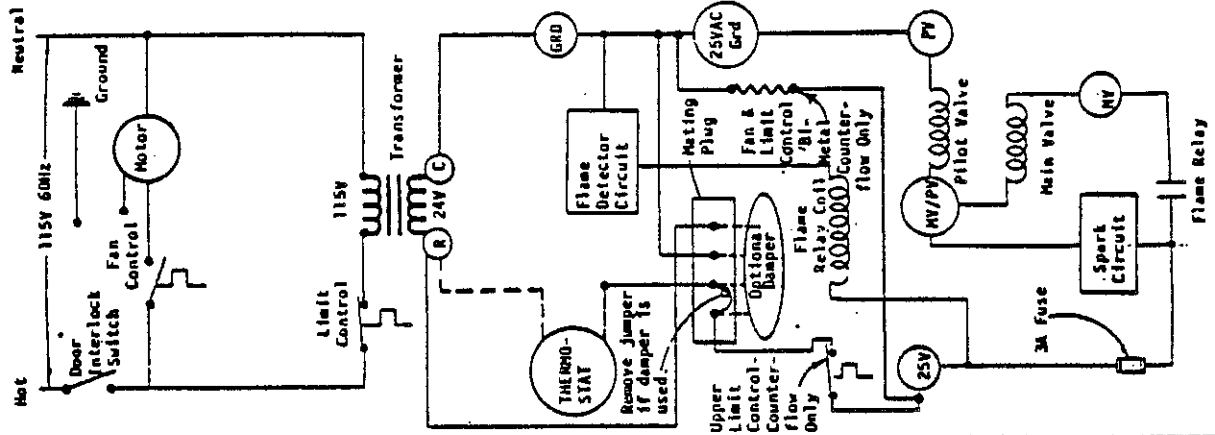 Neutral
115V 60Hz
Hot
Ground
Door
Interlock
Switch
Fan
Control
Motor
Limit
Control
115V
Transformer
24V
R
C
GRD
THERMO-
STAT
Remove jumper
if damper is
used
Flame
Detector
Circuit
Mating
Plug
Optional
Damper
25VAC
Grd
Fan &
Limit
Control
'Bi-
Metal
Counter-
flow Only
Upper
Limit
Control-
Counter-
flow
Only
Flame
Relay Coil
25V
PV
Pilot Valve
MV/PV
Main Valve
MV
Spark
Circuit
3A Fuse
Flame Relay